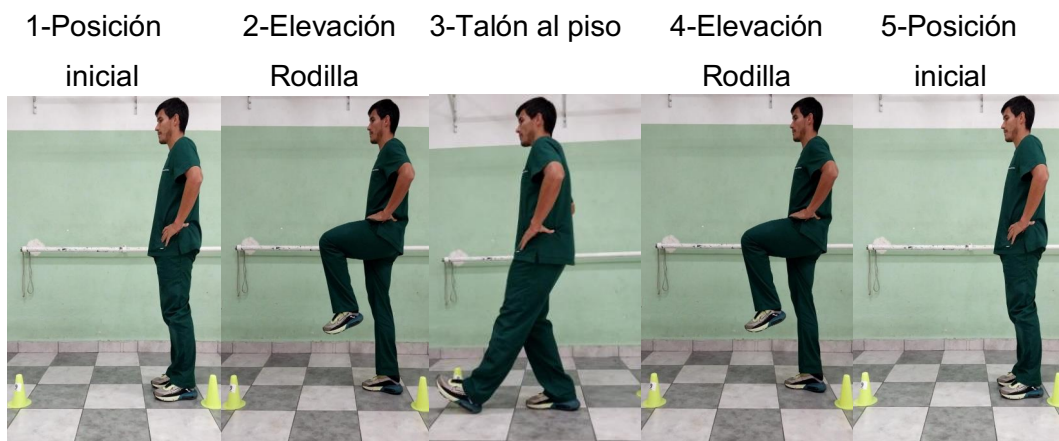 1-Posición
inicial
2-Elevación
Rodilla
3-Talón al piso
4-Elevación
Rodilla
5-Posición
inicial